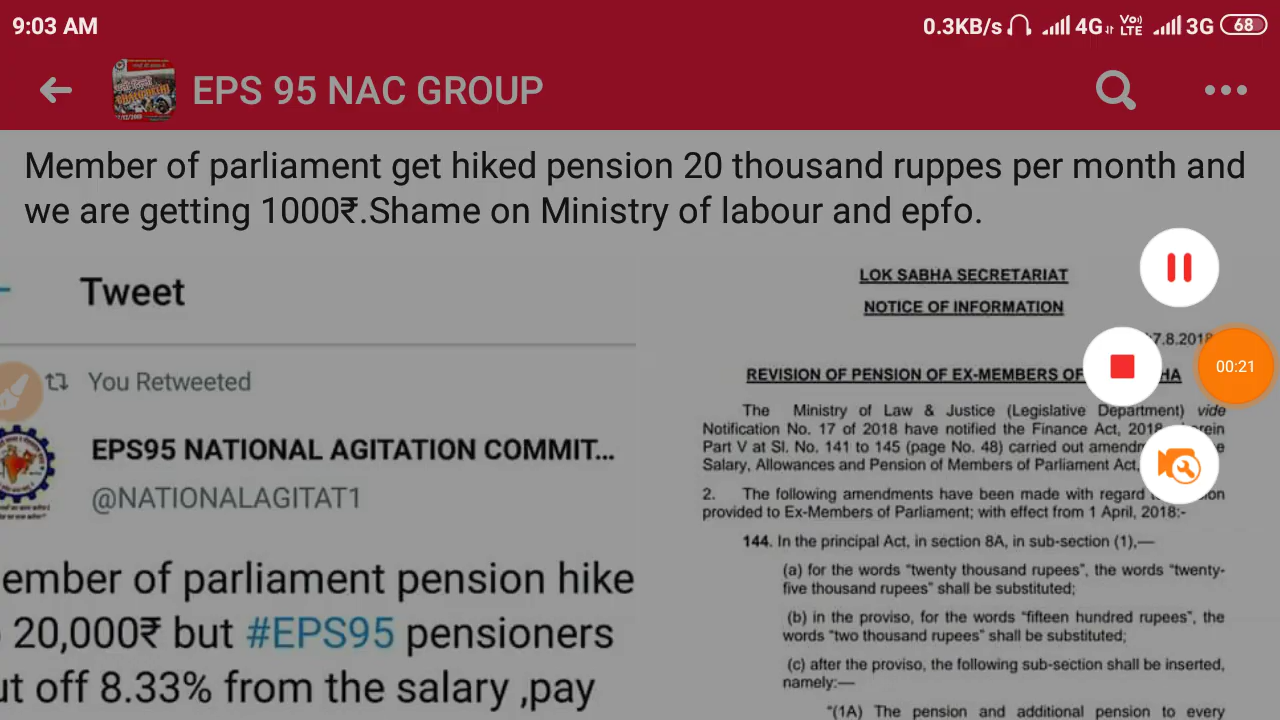 9:03 AM
0.3KB/s 4G VoLTE 3G 68
EPS 95 NAC GROUP
Member of parliament get hiked pension 20 thousand ruppes per month and
we are getting 1000₹.Shame on Ministry of labour and epfo.
Tweet
You Retweeted
EPS95 NATIONAL AGITATION COMMIT...
@NATIONALAGITAT1
ember of parliament pension hike
20,000₹ but #EPS95 pensioners
ut off 8.33% from the salary ,pay
LOK SABHA SECRETARIAT
NOTICE OF INFORMATION
7.8.2018
REVISION OF PENSION OF EX-MEMBERS OF HA
The Ministry of Law & Justice (Legislative Department) vide
Notification No. 17 of 2018 have notified the Finance Act, 2018 rein
Part V at Sl. No. 141 to 145 (page No. 48) carried out amend e
Salary, Allowances and Pension of Members of Parliament Act,
2. The following amendments have been made with regard on
provided to Ex-Members of Parliament; with effect from 1 April, 2018:-
144. In the principal Act, in section 8A, in sub-section (1),—
(a) for the words "twenty thousand rupees", the words "twenty-
five thousand rupees" shall be substituted;
(b) in the proviso, for the words "fifteen hundred rupees", the
words "two thousand rupees" shall be substituted;
(c) after the proviso, the following sub-section shall be inserted,
namely:—
"(1A) The pension and additional pension to every
00:21